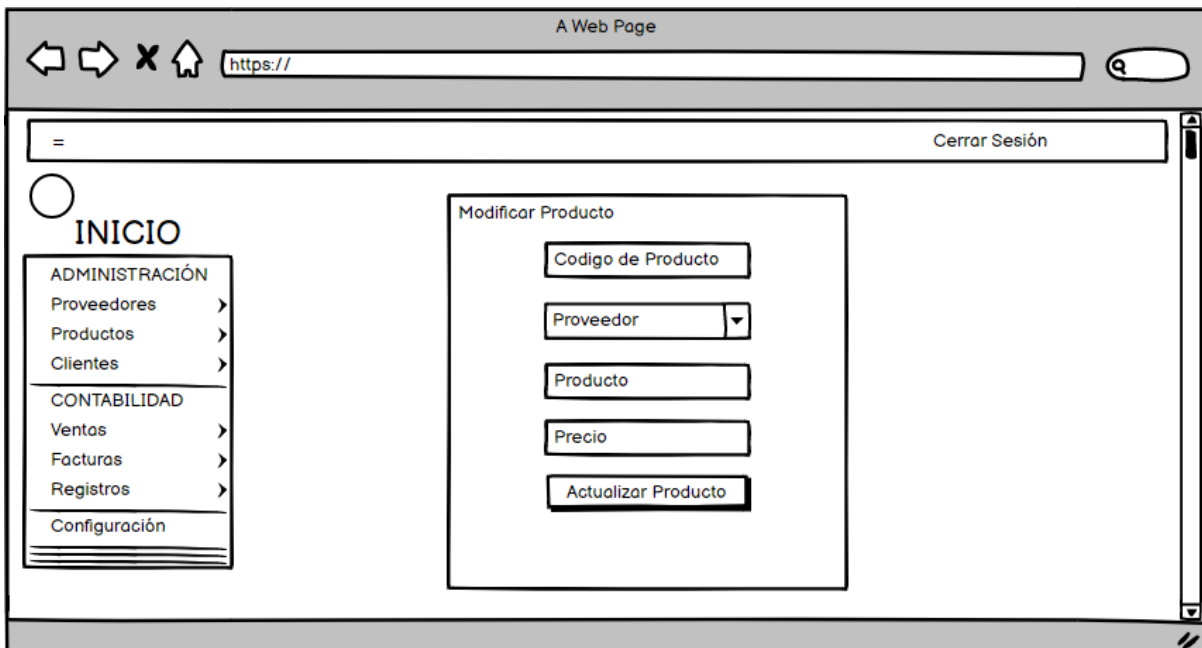 A Web Page
https://
=
Cerrar Sesión
INICIO
ADMINISTRACIÓN
Proveedores
Productos
Clientes
CONTABILIDAD
Ventas
Facturas
Registros
Configuración
Modificar Producto
Codigo de Producto
Proveedor
Producto
Precio
Actualizar Producto